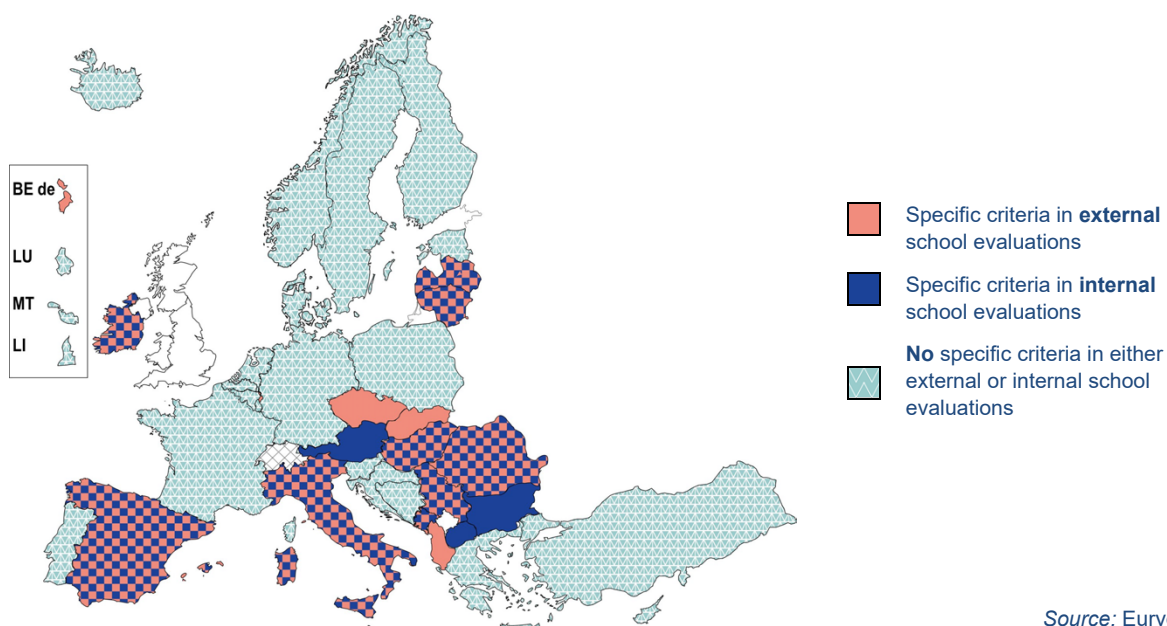 BE de
LU
MT
LI
Specific criteria in external
school evaluations
Specific criteria in internal
school evaluations
No specific criteria in either
external or internal school
evaluations
Source: Eury